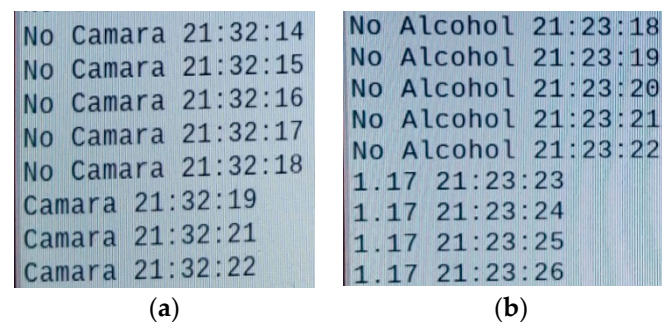 No Camara 21:32:14
No Camara 21:32:15
No Camara 21:32:16
No Camara 21:32:17
No Camara 21:32:18
Camara 21:32:19
Camara 21:32:21
Camara 21:32:22
(a)
No Alcohol 21:23:18
No Alcohol 21:23:19
No Alcohol 21:23:20
No Alcohol 21:23:21
No Alcohol 21:23:22
1.17 21:23:23
1.17 21:23:24
1.17 21:23:25
1.17 21:23:26
(b)